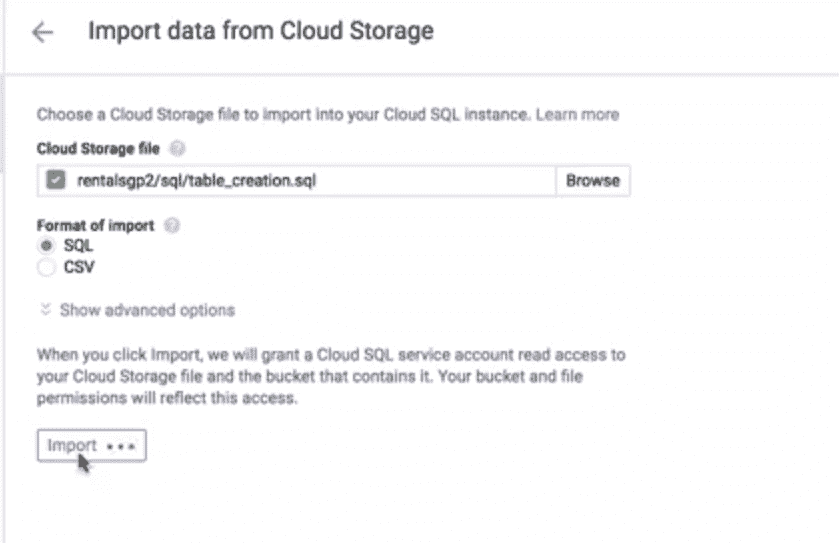 Import data from Cloud Storage
Choose a Cloud Storage file to import into your Cloud SQL instance. Learn more
Cloud Storage file
rentalsgp2/sql/table_creation.sql Browse
Format of import
SQL
CSV
Show advanced options
When you click Import, we will grant a Cloud SQL service account read access to
your Cloud Storage file and the bucket that contains it. Your bucket and file
permissions will reflect this access.
Import •••